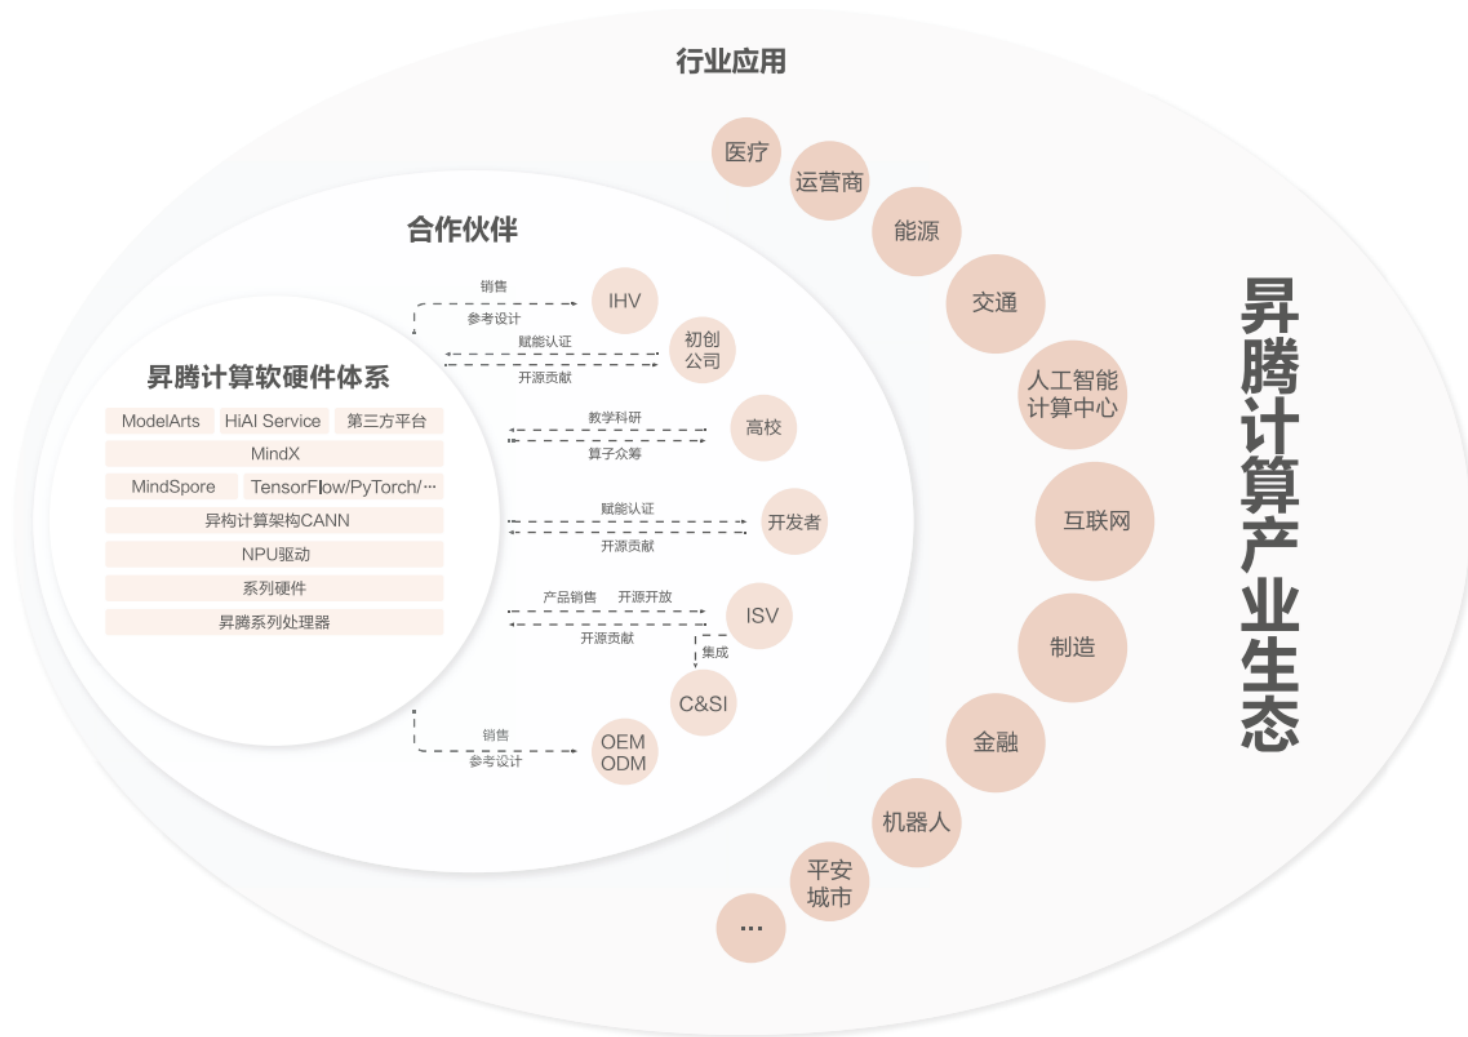 行业应用
医疗
运营商
能源
交通
人工智能
计算中心
互联网
制造
金融
机器人
平安
城市
...
合作伙伴
销售
参考设计
IHV
赋能认证
开源贡献
初创
公司
教学科研
算子众筹
高校
赋能认证
开源贡献
开发者
产品销售 开源开放
开源贡献
ISV
集成
C&SI
销售
参考设计
OEM
ODM
昇腾计算软硬件体系
ModelArts HiAI Service 第三方平台
MindX
MindSpore TensorFlow/PyTorch/···
异构计算架构CANN
NPU驱动
系列硬件
昇腾系列处理器
昇腾计算产业生态